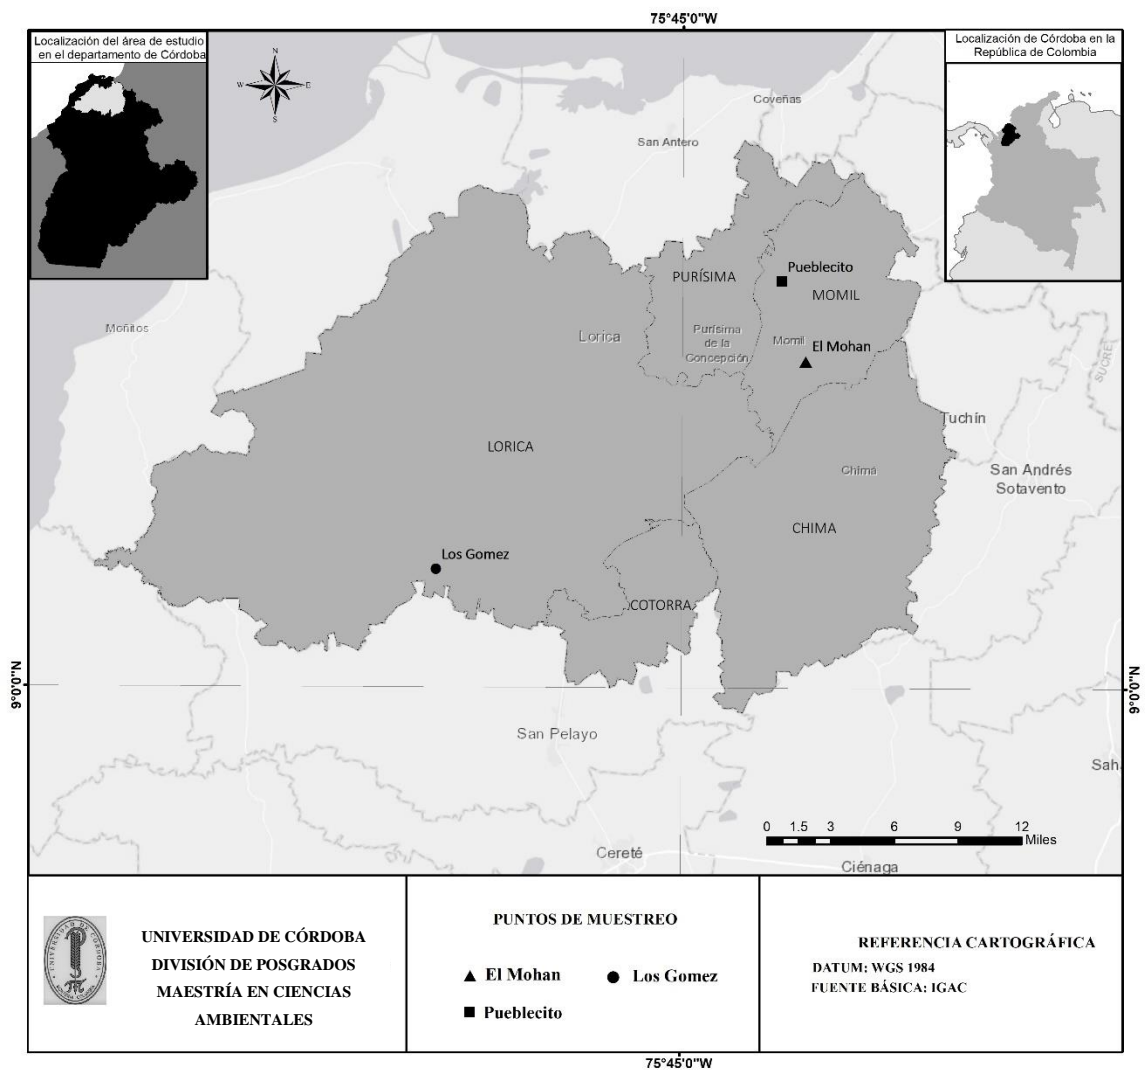 75°45'0"W
Localización del área de estudio
en el departamento de Córdoba
N
W
E
S
Localización de Córdoba en la
República de Colombia
Coveñas
San Antero
Pueblecito
PURÍSIMA
MOMIL
Moñitos
Lorica
Purísima
de la
Concepción
Momil
El Mohan
SUCRE
Tuchín
LORICA
Chimá
San Andrés
Sotavento
CHIMA
Los Gomez
COTORRA
9°0'0"N
9°0'0"N
San Pelayo
Sah
0 1.5 3 6 9 12
Miles
Cereté
Ciénaga
UNIVERSIDAD DE CÓRDOBA
DIVISIÓN DE POSGRADOS
MAESTRÍA EN CIENCIAS
AMBIENTALES
PUNTOS DE MUESTREO
El Mohan
Los Gomez
Pueblecito
REFERENCIA CARTOGRÁFICA
DATUM: WGS 1984
FUENTE BÁSICA: IGAC
75°45'0"W